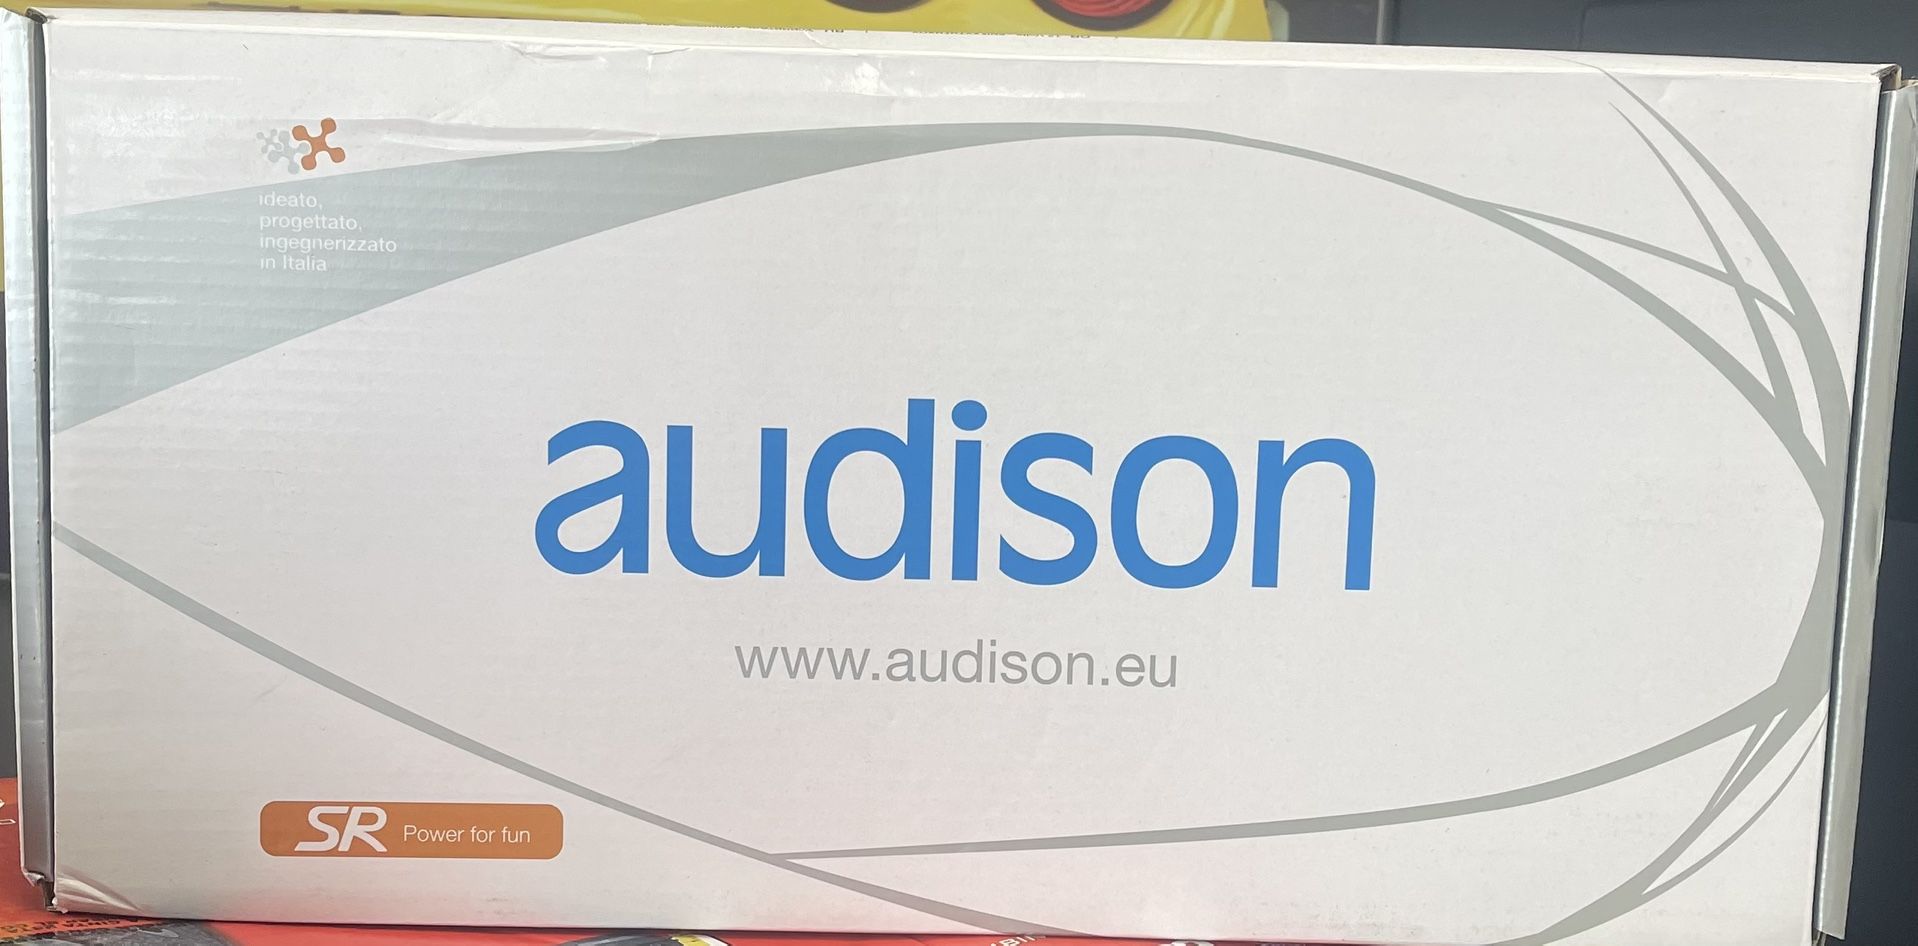 ideato,
progettato,
ingegnerizzato
in Italia
audison
www.audison.eu
SR Power for fun